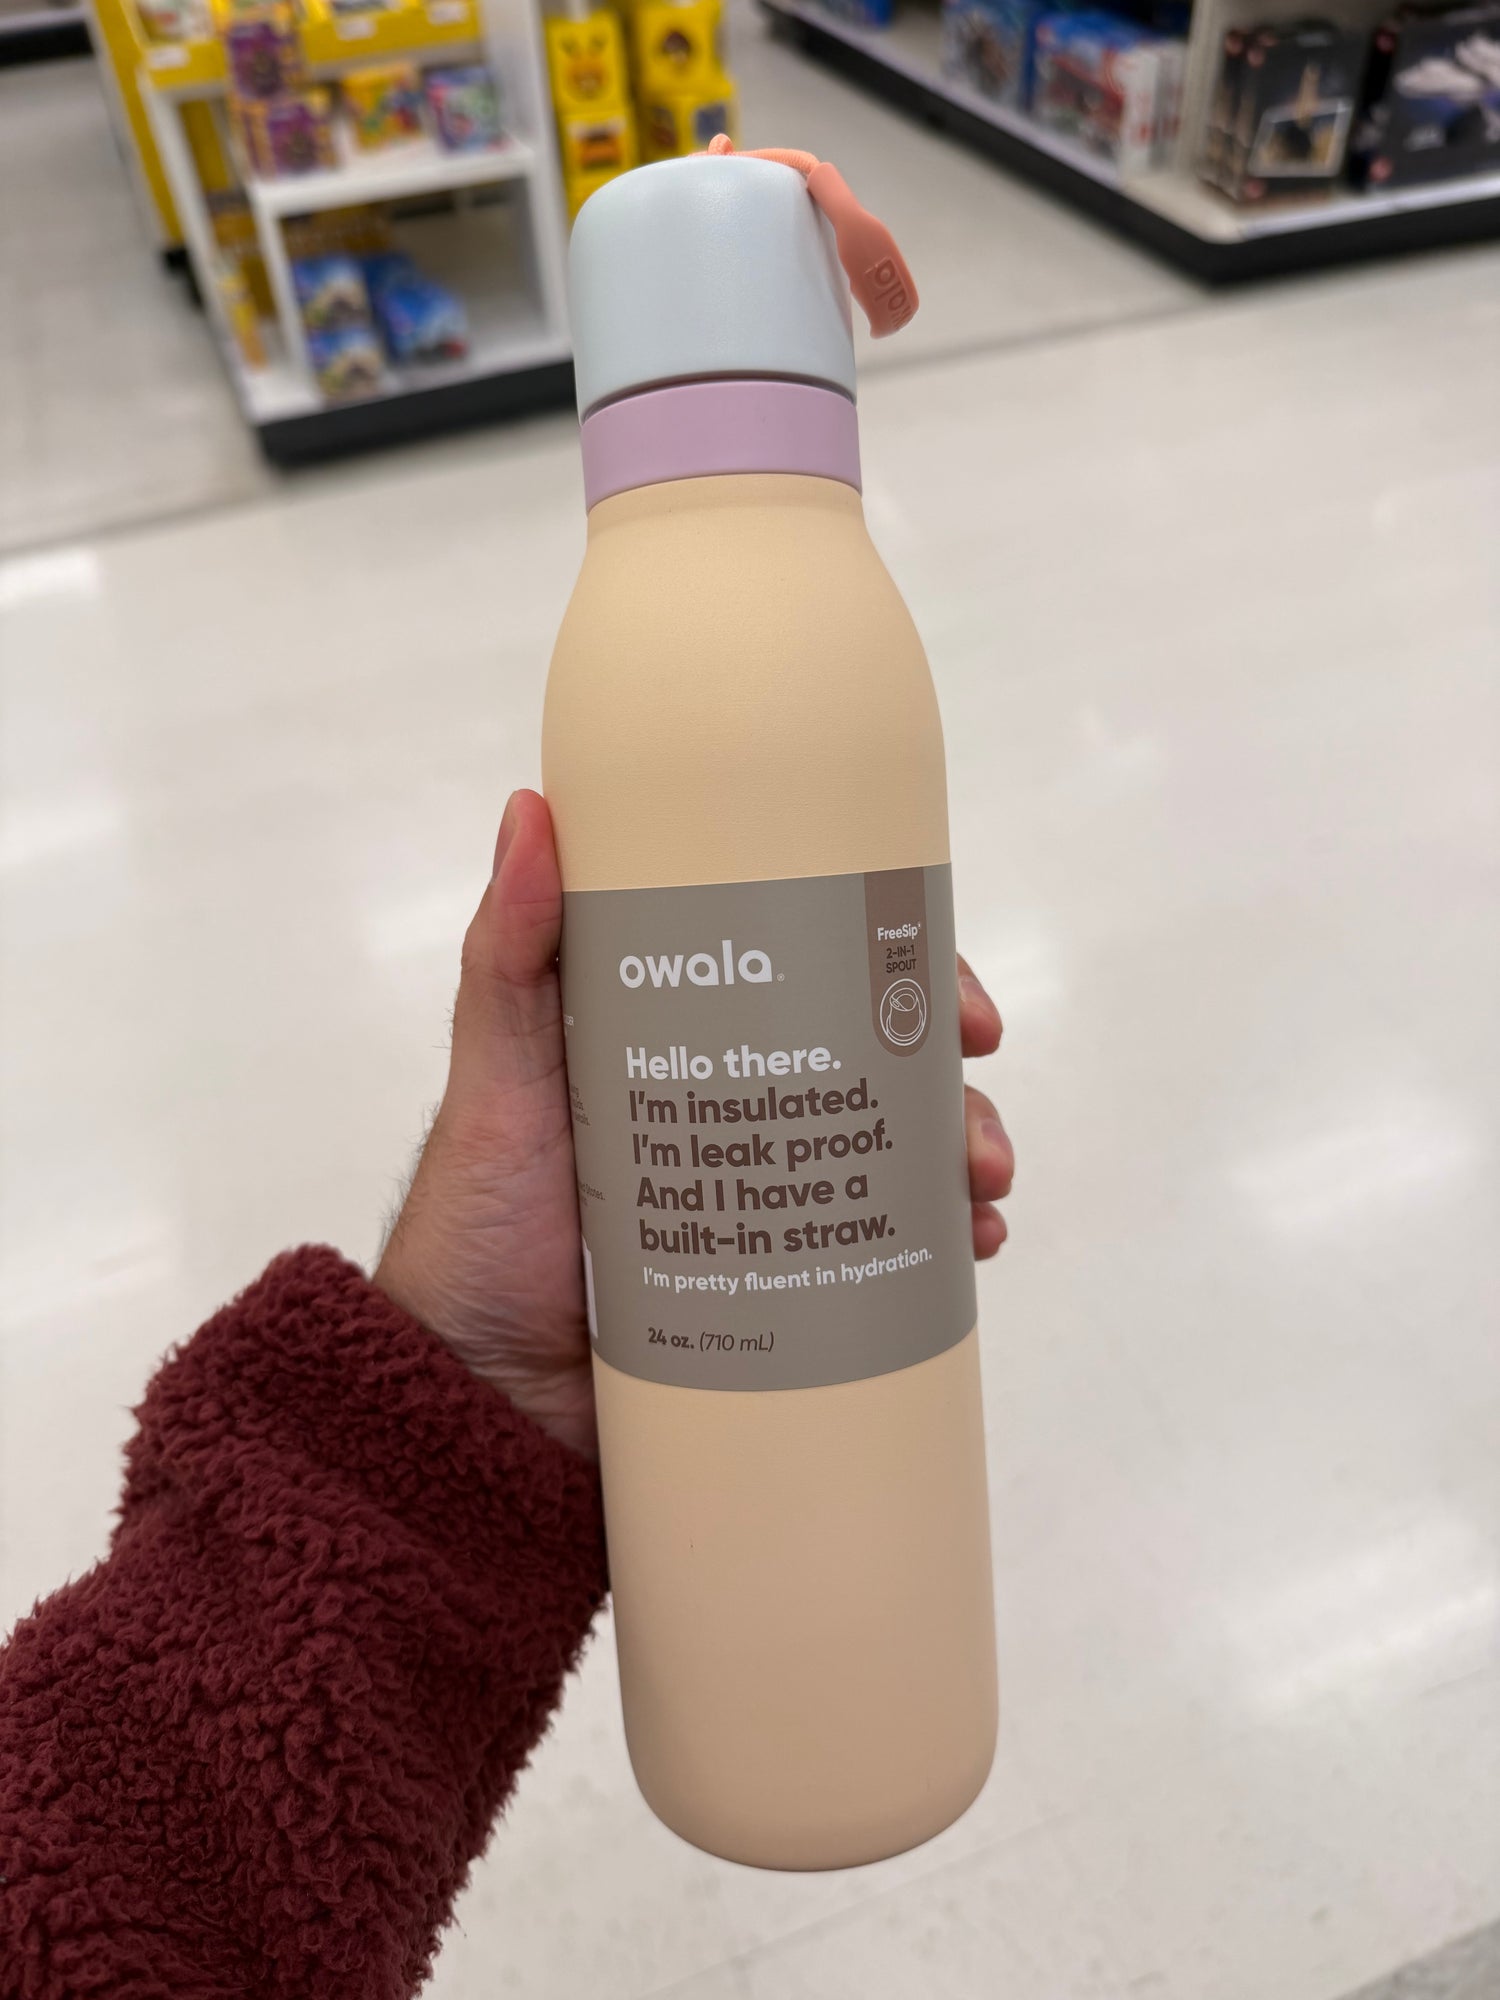 owala
owala®
FreeSip®
2-IN-1
SPOUT
Hello there.
I'm insulated.
I'm leak proof.
And I have a
built-in straw.
I'm pretty fluent in hydration.
24 oz. (710 mL)